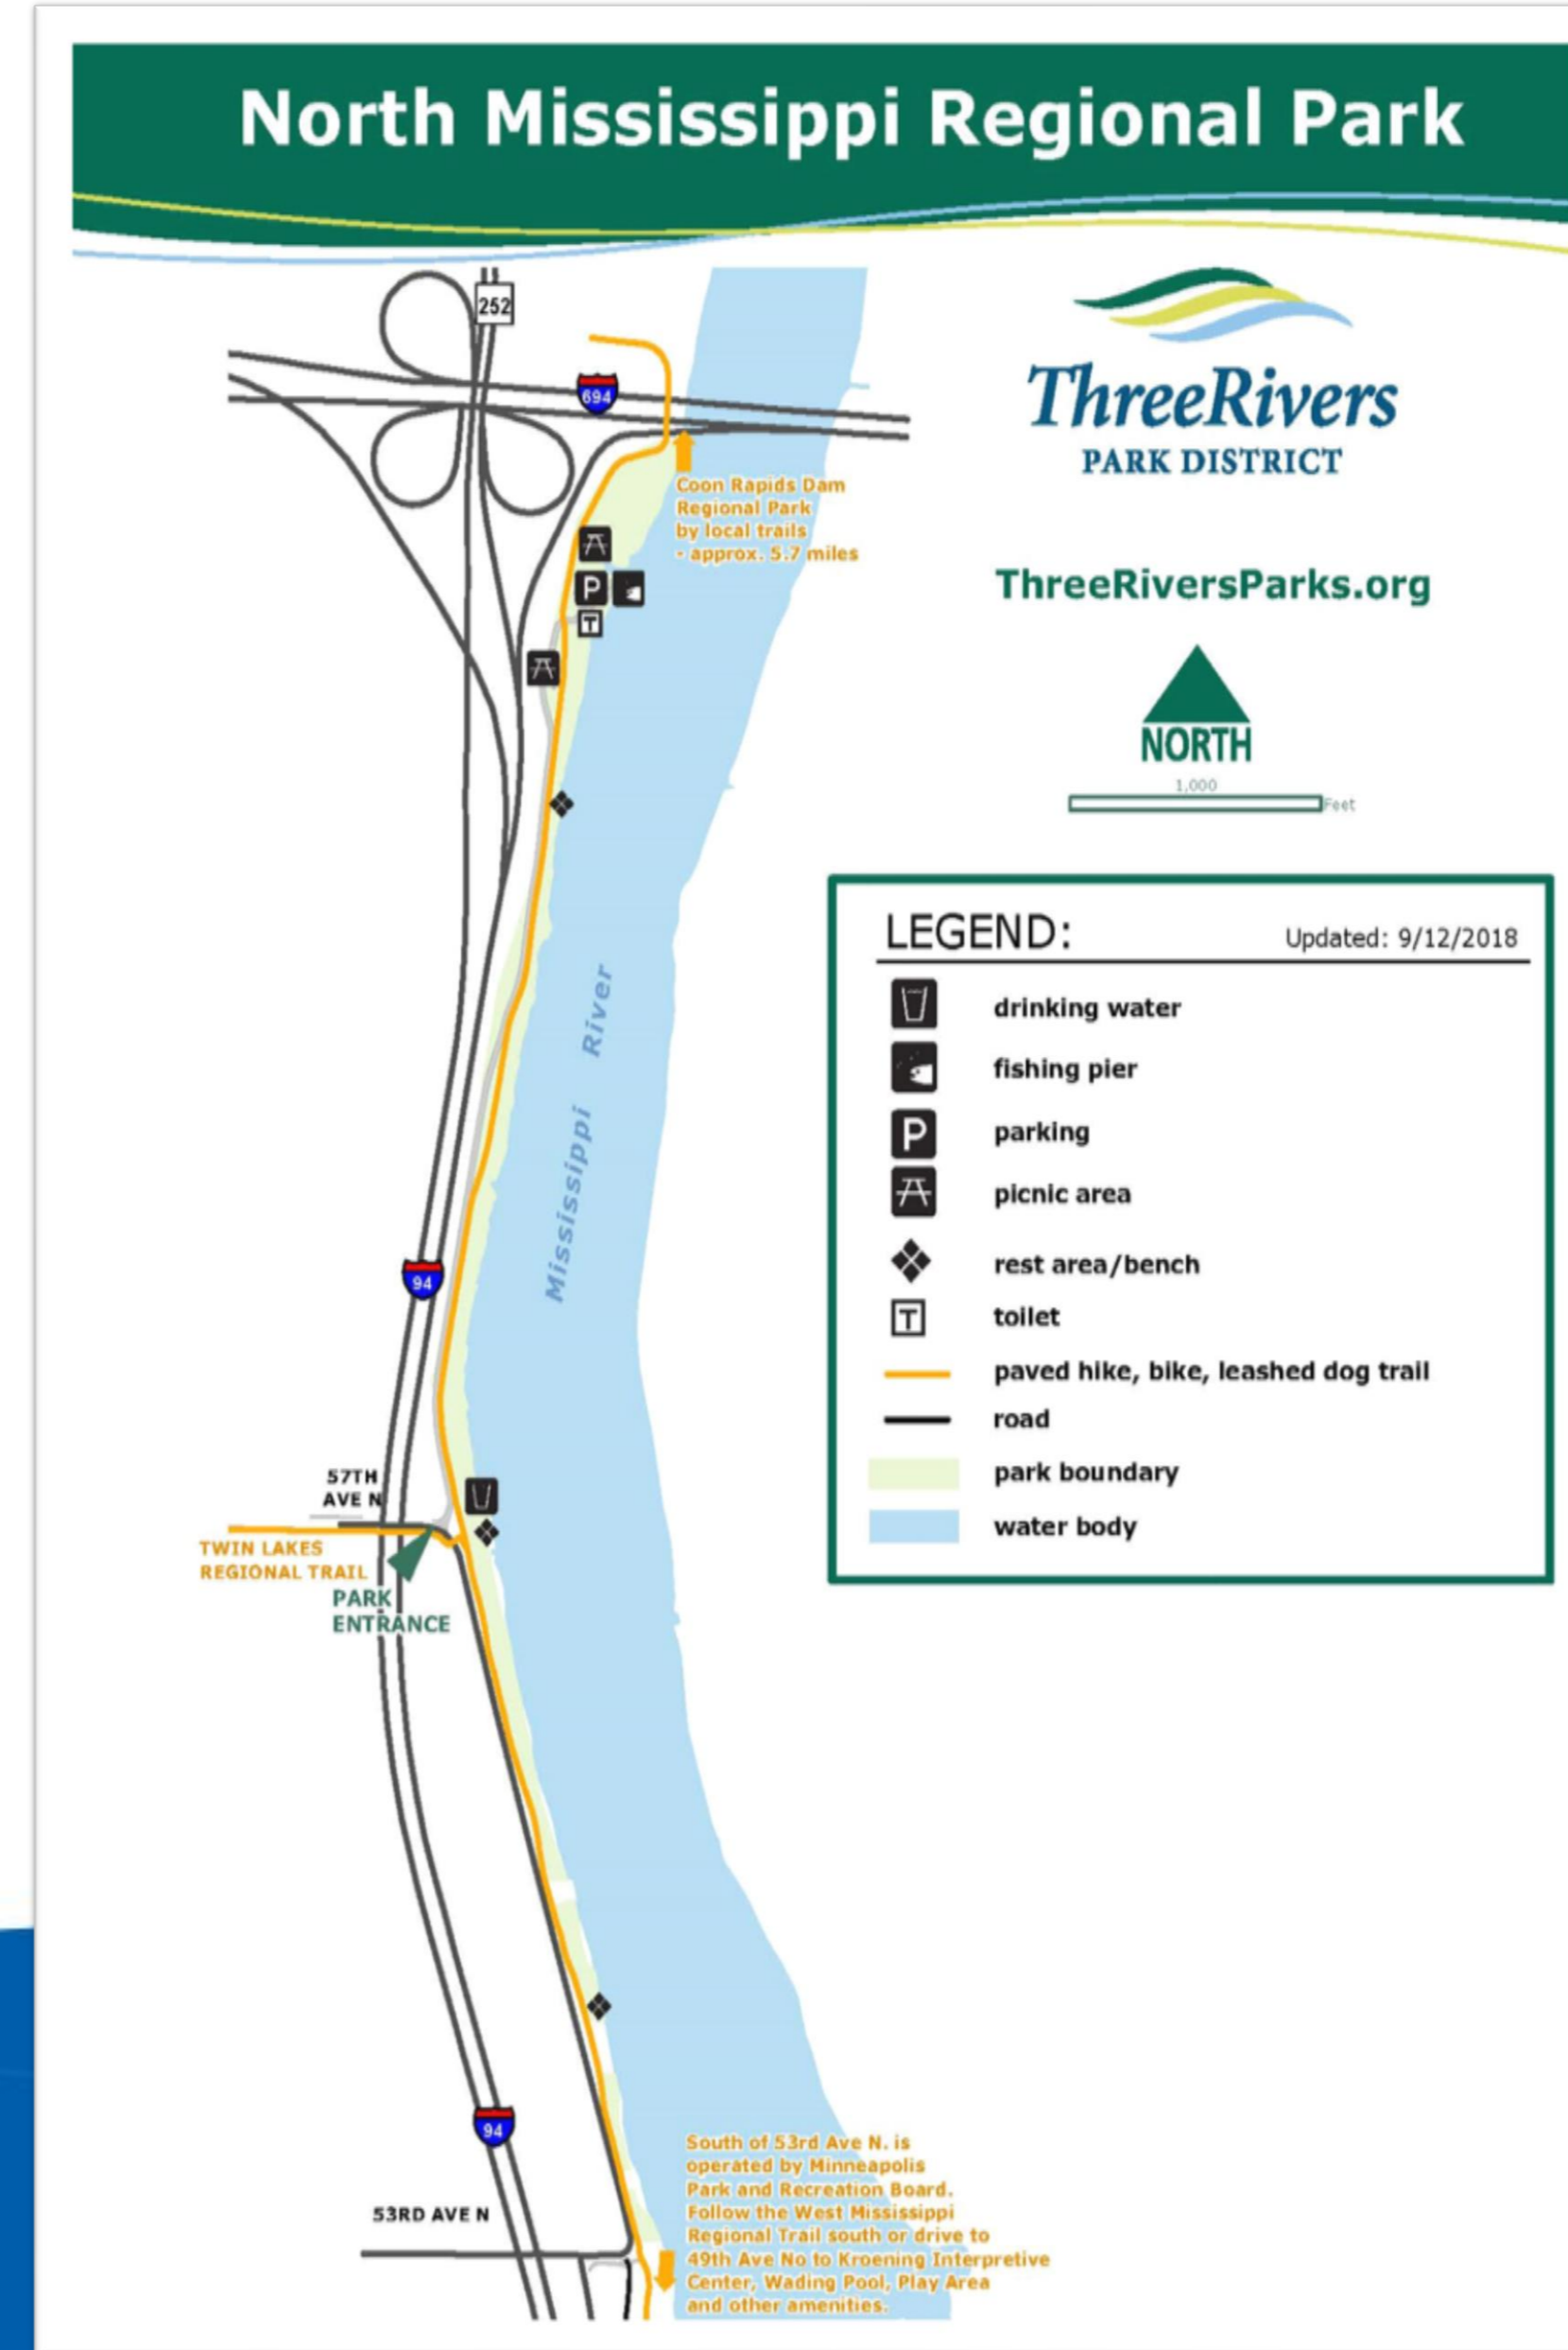 North Mississippi Regional Park
252
694
ThreeRivers
PARK DISTRICT
Coon Rapids Dam
Regional Park
by local trails
- approx. 5.7 miles
ThreeRiversParks.org
P
T
NORTH
1,000
Feet
LEGEND:
Updated: 9/12/2018
drinking water
fishing pier
P
parking
picnic area
rest area/bench
T
toilet
paved hike, bike, leashed dog trail
road
park boundary
water body
Mississippi River
94
57TH
AVE N
TWIN LAKES
REGIONAL TRAIL
PARK
ENTRANCE
94
53RD AVE N
South of 53rd Ave N. is
operated by Minneapolis
Park and Recreation Board.
Follow the West Mississippi
Regional Trail south or drive to
49th Ave No to Kroening Interpretive
Center, Wading Pool, Play Area
and other amenities.